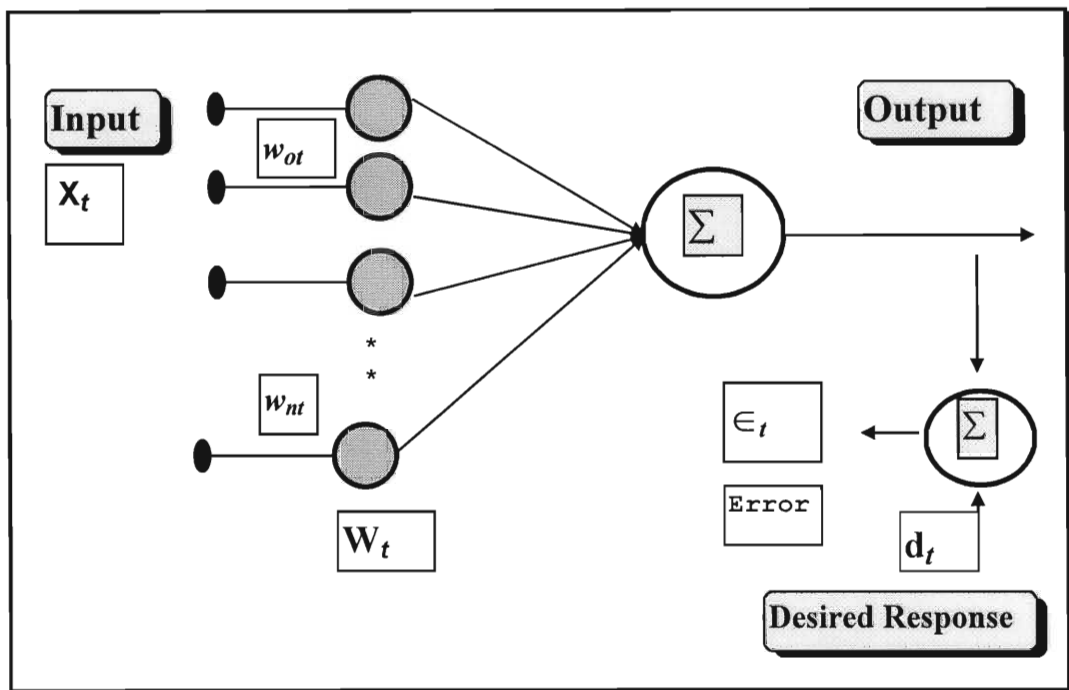 Input
X_t
w_ot
Output
Σ
*
*
w_nt
∈_t
Σ
Error
W_t
d_t
Desired Response